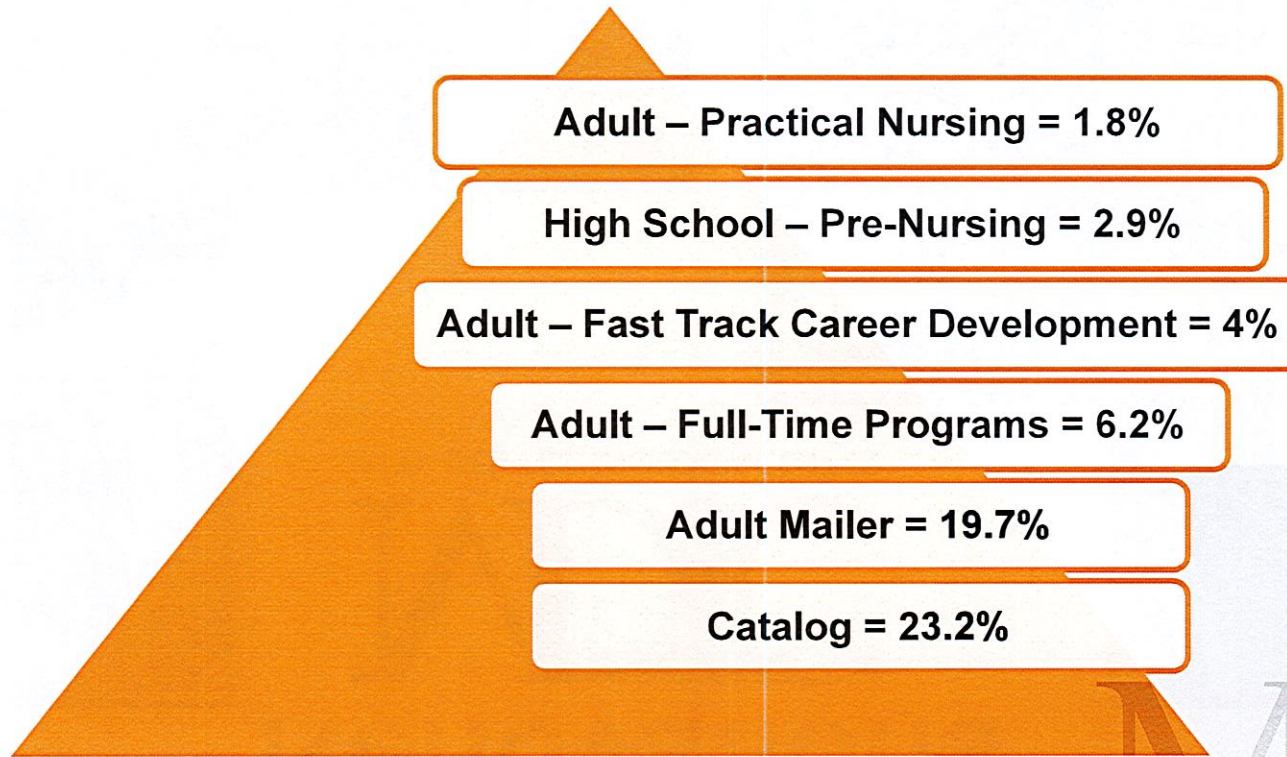 Adult – Practical Nursing = 1.8%
High School – Pre-Nursing = 2.9%
Adult – Fast Track Career Development = 4%
Adult – Full-Time Programs = 6.2%
Adult Mailer = 19.7%
Catalog = 23.2%